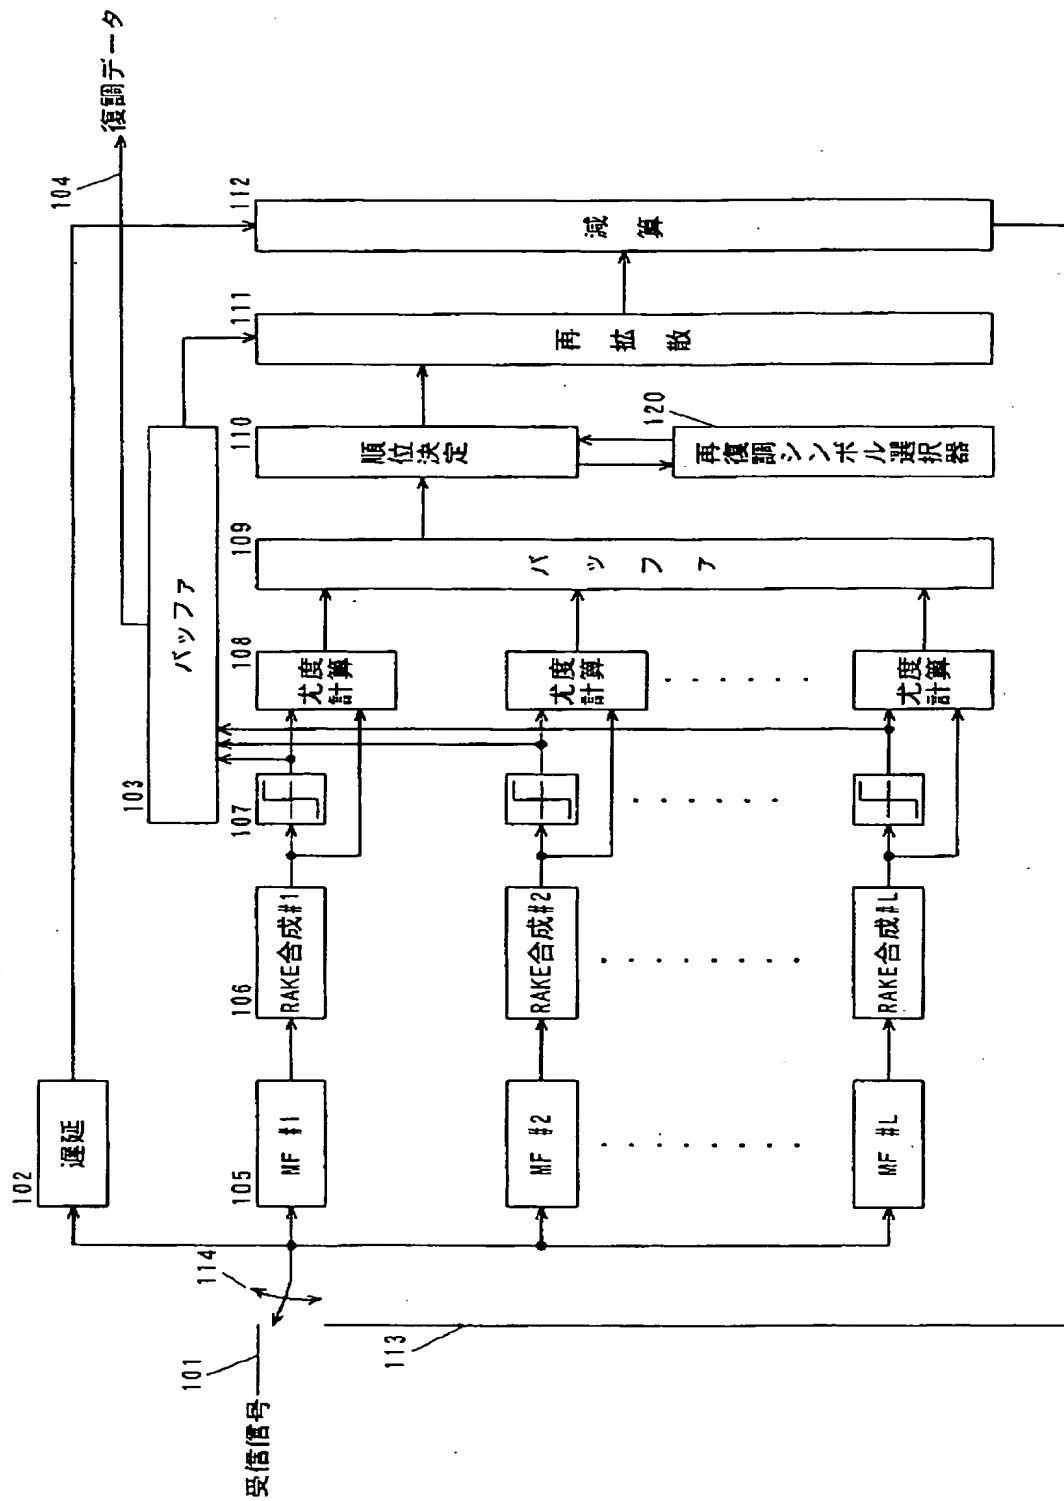 受信信号
101
113
114
102
遅延
105
MF #1
MF #2
MF #L
106
RAKE合成#1
RAKE合成#2
RAKE合成#L
107
103
バッファ
104
復調データ
108
尤度
計算
尤度
計算
尤度
計算
109
バッファ
110
順位
決定
120
再復調シンボル選択器
111
再拡散
112
減算